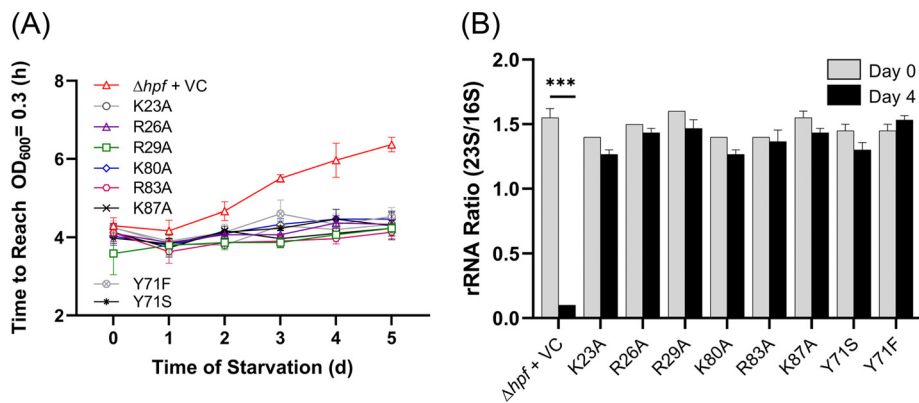 (A)
Time to Reach OD600= 0.3 (h)
8
6
4
2
Δhpf + VC
K23A
R26A
R29A
K80A
R83A
K87A
Y71F
Y71S
0 1 2 3 4 5
Time of Starvation (d)
(B)
rRNA Ratio (23S/16S)
2.0
1.5
1.0
0.5
0.0
***
Day 0
Day 4
Δhpf + VC
K23A
R26A
R29A
K80A
R83A
K87A
Y71S
Y71F